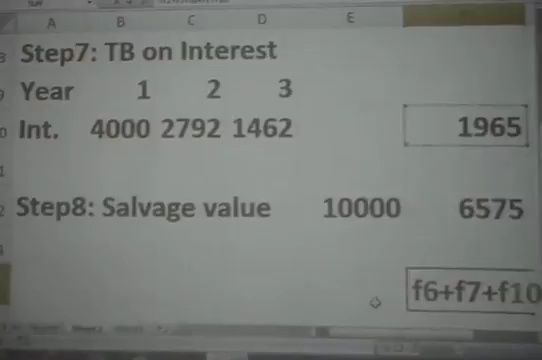 A B C D E
Step7: TB on Interest
Year 1 2 3
Int. 4000 2792 1462 1965
Step8: Salvage value 10000 6575
f6+f7+f10